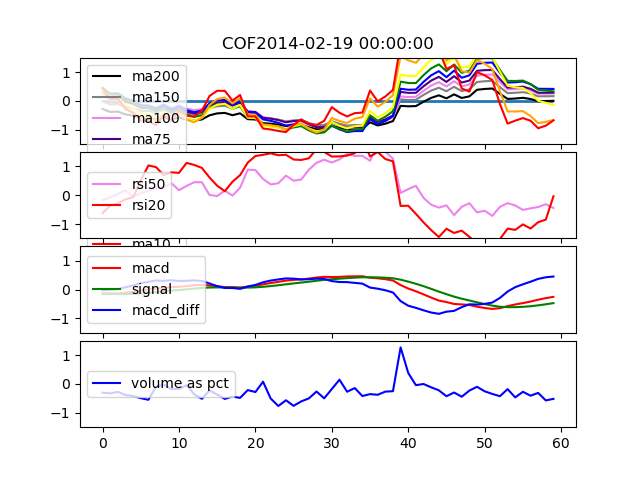 COF2014-02-19 00:00:00
1
0
−1
ma200
ma150
ma100
ma75
1
0
−1
rsi50
rsi20
ma10
1
0
−1
macd
signal
macd_diff
1
0
−1
volume as pct
0 10 20 30 40 50 60